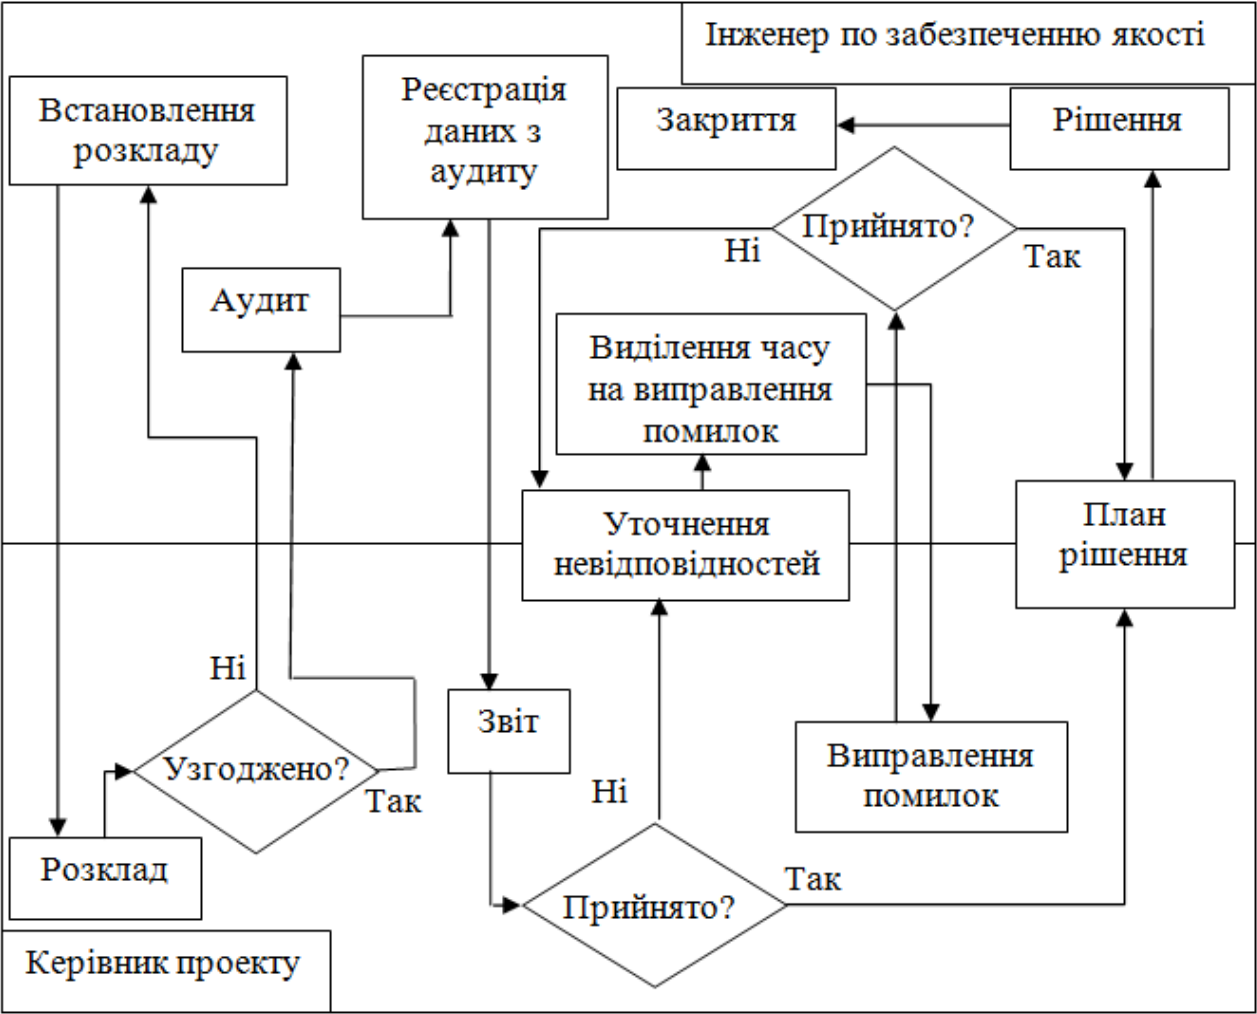 Інженер по забезпеченню якості
Встановлення
розкладу
Реєстрація
даних з
аудиту
Закриття
Рішення
Прийнято?
Ні
Так
Аудит
Виділення часу
на виправлення
помилок
Уточнення
невідповідностей
План
рішення
Ні
Узгоджено?
Так
Звіт
Ні
Виправлення
помилок
Розклад
Прийнято?
Так
Керівник проекту